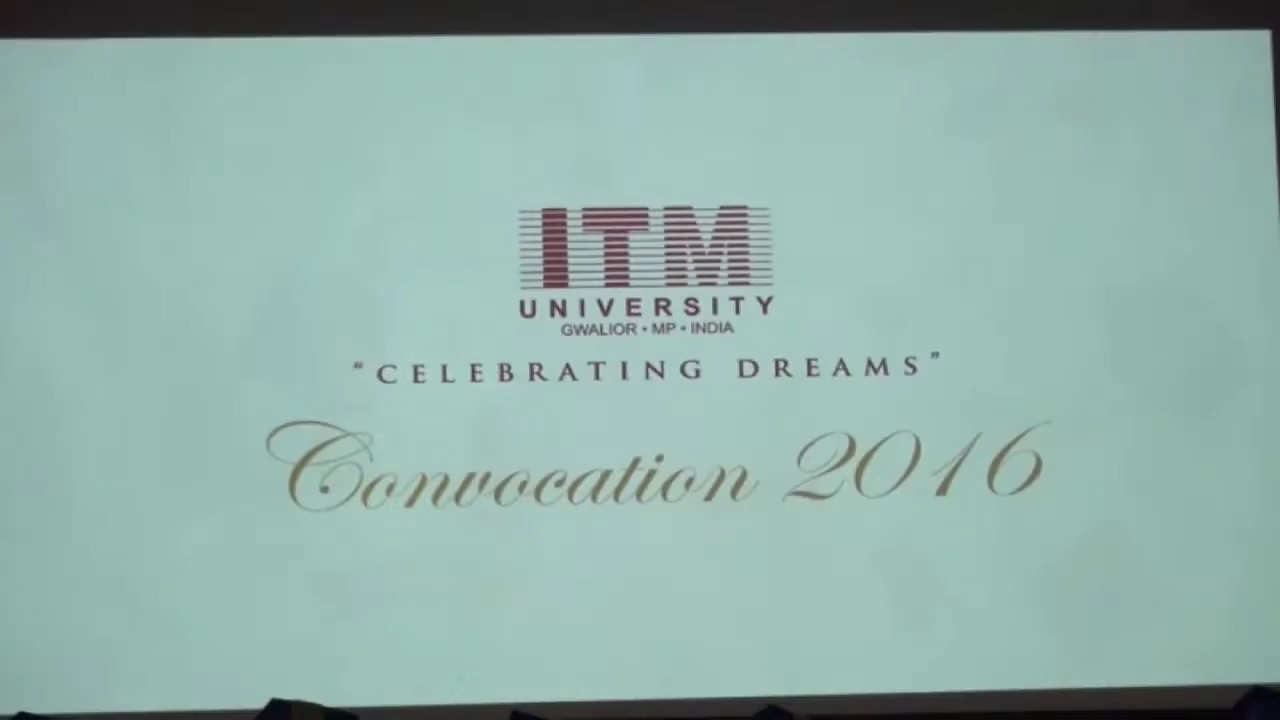 ITM
UNIVERSITY
GWALIOR • MP • INDIA
“CELEBRATING DREAMS”
Convocation 2016